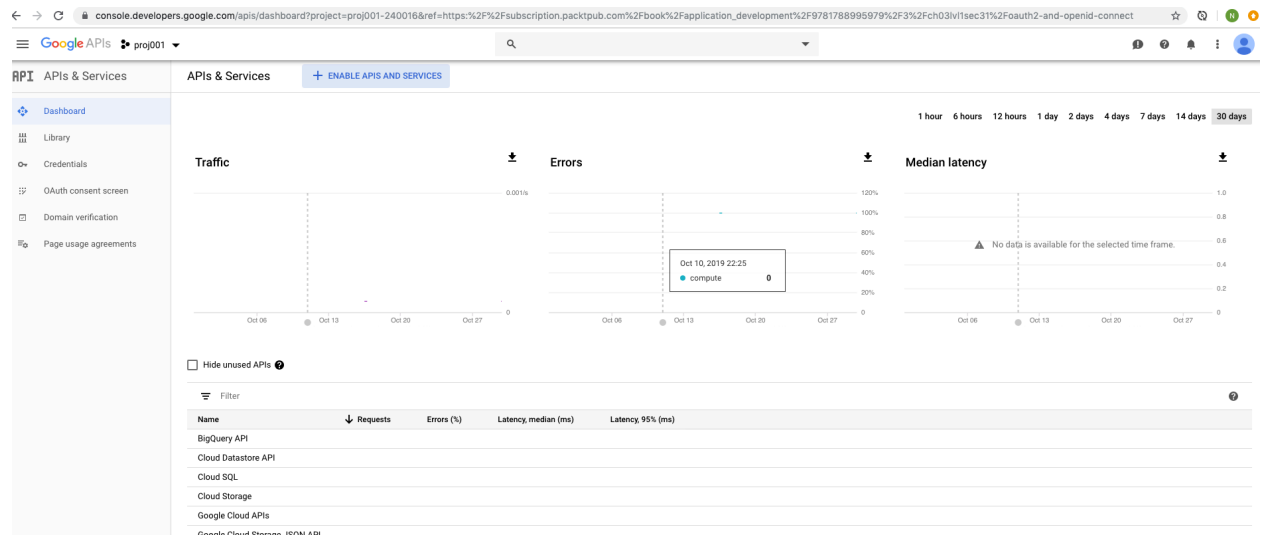 console.developers.google.com/apis/dashboard?project=proj001-240016&ref=https:%2F%2Fsubscription.packtpub.com%2Fbook%2Fapplication_development%2F9781788995979%2F3%2Fch03lvl1sec31%2Foauth2-and-openid-connect
N
Google APIs proj001
API APIs & Services
APIs & Services + ENABLE APIS AND SERVICES
Dashboard
Library
Credentials
OAuth consent screen
Domain verification
Page usage agreements
1 hour 6 hours 12 hours 1 day 2 days 4 days 7 days 14 days 30 days
Traffic
0.001/s
0
Oct 06 Oct 13 Oct 20 Oct 27
Errors
120%
100%
80%
60%
40%
20%
0
Oct 10, 2019 22:25
compute 0
Oct 06 Oct 13 Oct 20 Oct 27
Median latency
1.0
0.8
0.6
0.4
0.2
0
No data is available for the selected time frame.
Oct 06 Oct 13 Oct 20 Oct 27
Hide unused APIs
Filter
Name Requests Errors (%) Latency, median (ms) Latency, 95% (ms)
BigQuery API
Cloud Datastore API
Cloud SQL
Cloud Storage
Google Cloud APIs
Google Cloud Storage JSON API